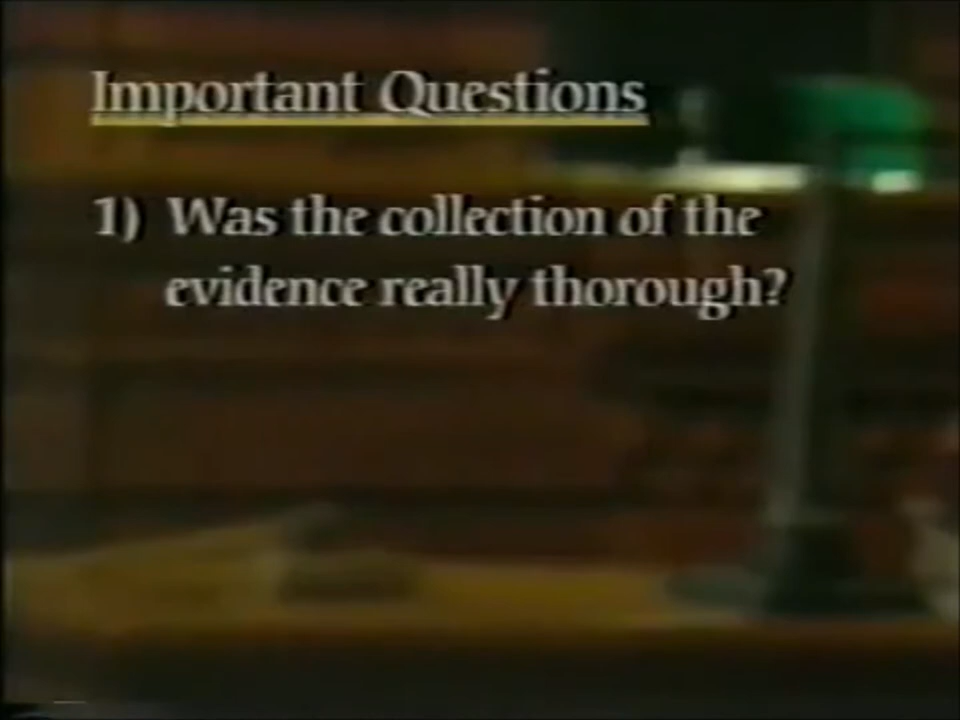 Important Questions
1) Was the collection of the
evidence really thorough?